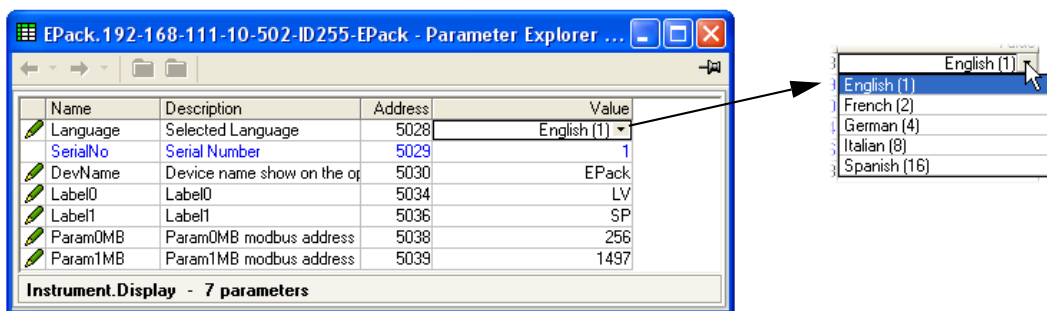 EPack.192-168-111-10-502-ID255-EPack - Parameter Explorer ...
Name Description Address Value
Language Selected Language 5028 English (1)
SerialNo Serial Number 5029 1
DevName Device name show on the op 5030 EPack
Label0 Label0 5034 LV
Label1 Label1 5036 SP
Param0MB Param0MB modbus address 5038 256
Param1MB Param1MB modbus address 5039 1497
Instrument.Display - 7 parameters
English (1)
English (1)
French (2)
German (4)
Italian (8)
Spanish (16)